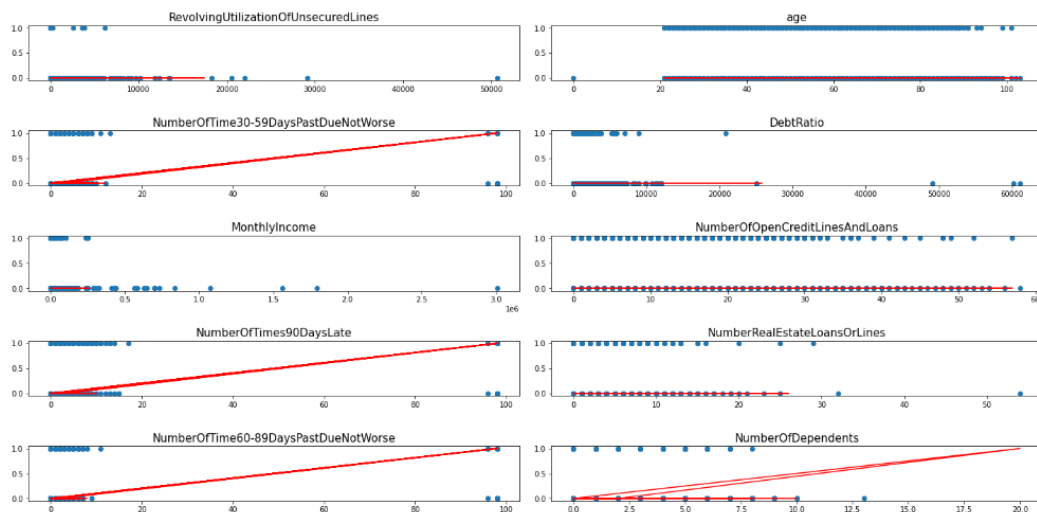 RevolvingUtilizationOfUnsecuredLines
1.0
0.5
0.0
0 10000 20000 30000 40000 50000
age
1.0
0.5
0.0
0 20 40 60 80 100
NumberOfTime30-59DaysPastDueNotWorse
1.0
0.5
0.0
0 20 40 60 80 100
DebtRatio
1.0
0.5
0.0
0 10000 20000 30000 40000 50000 60000
MonthlyIncome
1.0
0.5
0.0
0.0 0.5 1.0 1.5 2.0 2.5 3.0
1e6
NumberOfOpenCreditLinesAndLoans
1.0
0.5
0.0
0 10 20 30 40 50 60
NumberOfTimes90DaysLate
1.0
0.5
0.0
0 20 40 60 80 100
NumberRealEstateLoansOrLines
1.0
0.5
0.0
0 10 20 30 40 50
NumberOfTime60-89DaysPastDueNotWorse
1.0
0.5
0.0
0 20 40 60 80 100
NumberOfDependents
1.0
0.5
0.0
0.0 2.5 5.0 7.5 10.0 12.5 15.0 17.5 20.0